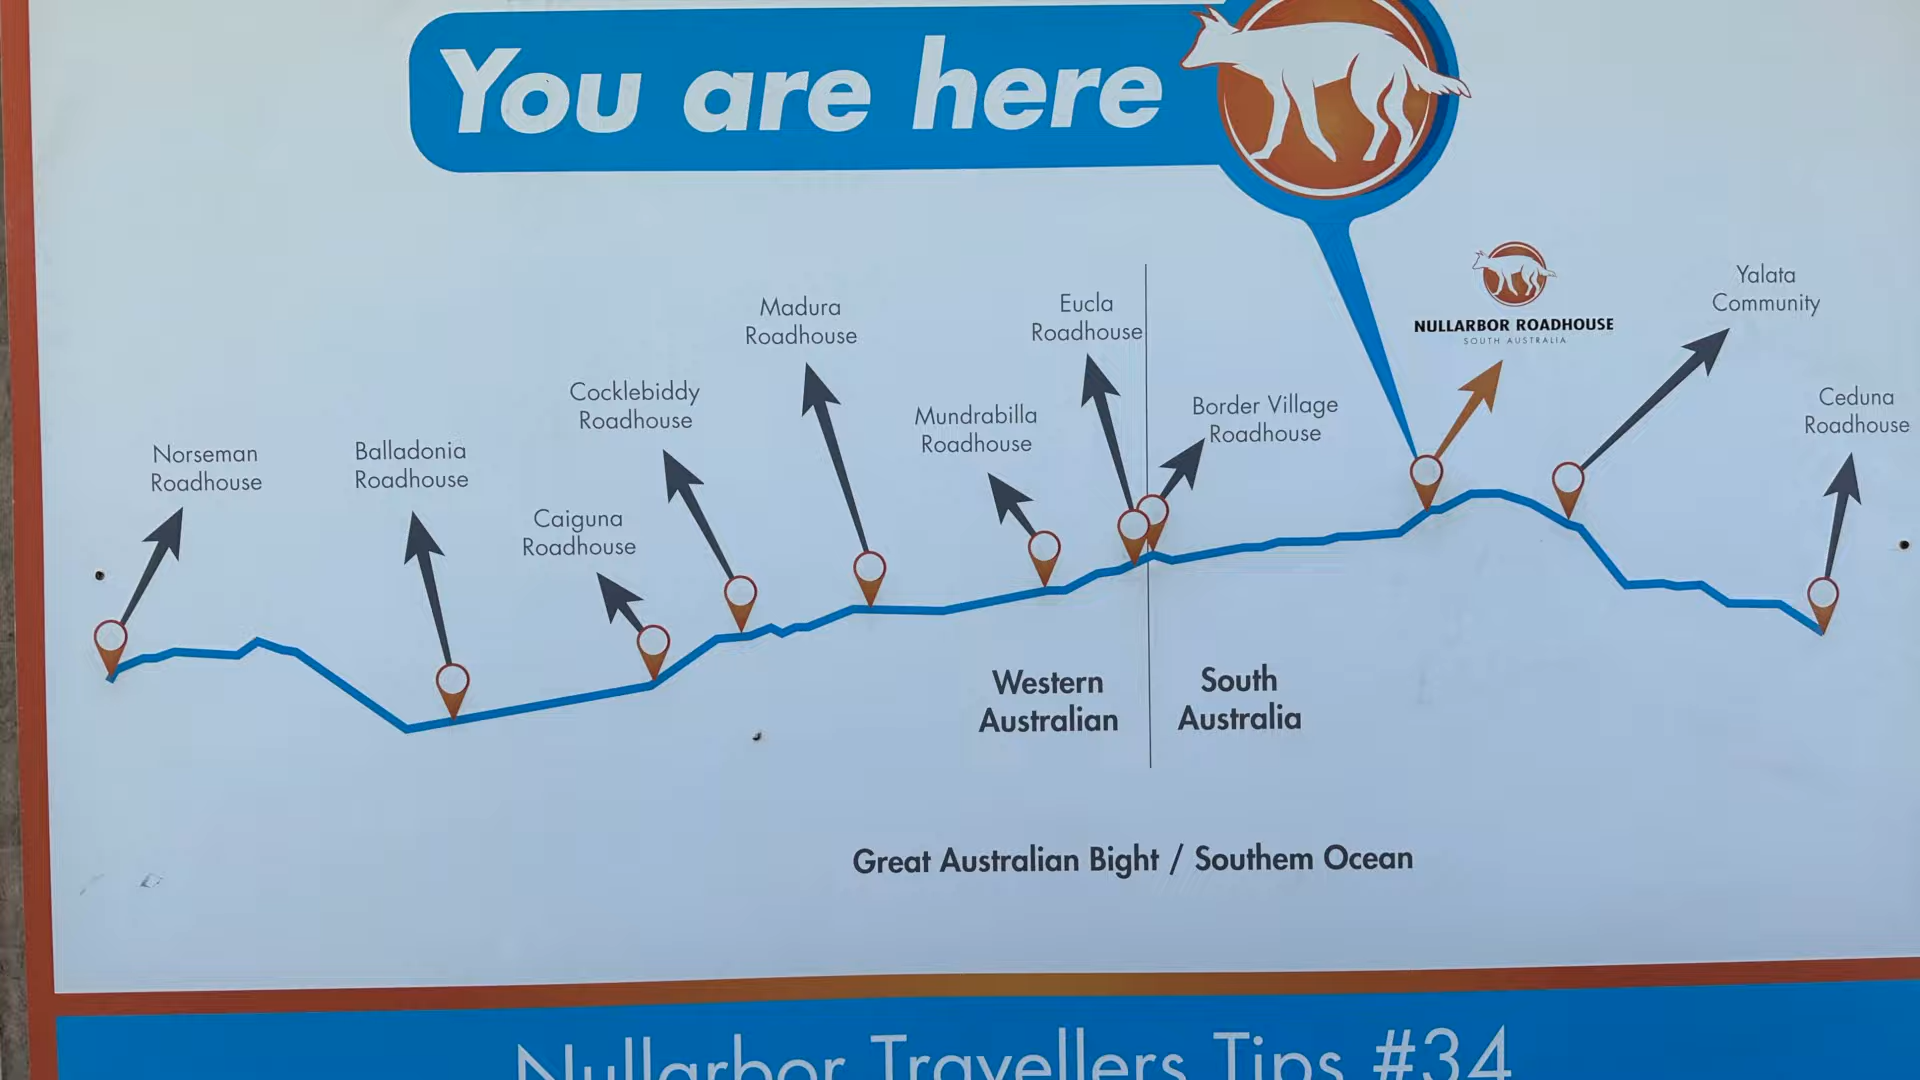 You are here
Norseman
Roadhouse
Balladonia
Roadhouse
Caiguna
Roadhouse
Cocklebiddy
Roadhouse
Madura
Roadhouse
Mundrabilla
Roadhouse
Eucla
Roadhouse
Border Village
Roadhouse
NULLARBOR ROADHOUSE
SOUTH AUSTRALIA
Yalata
Community
Ceduna
Roadhouse
Western
Australian
South
Australia
Great Australian Bight / Southem Ocean
Nullarbor Travellers Tips #34